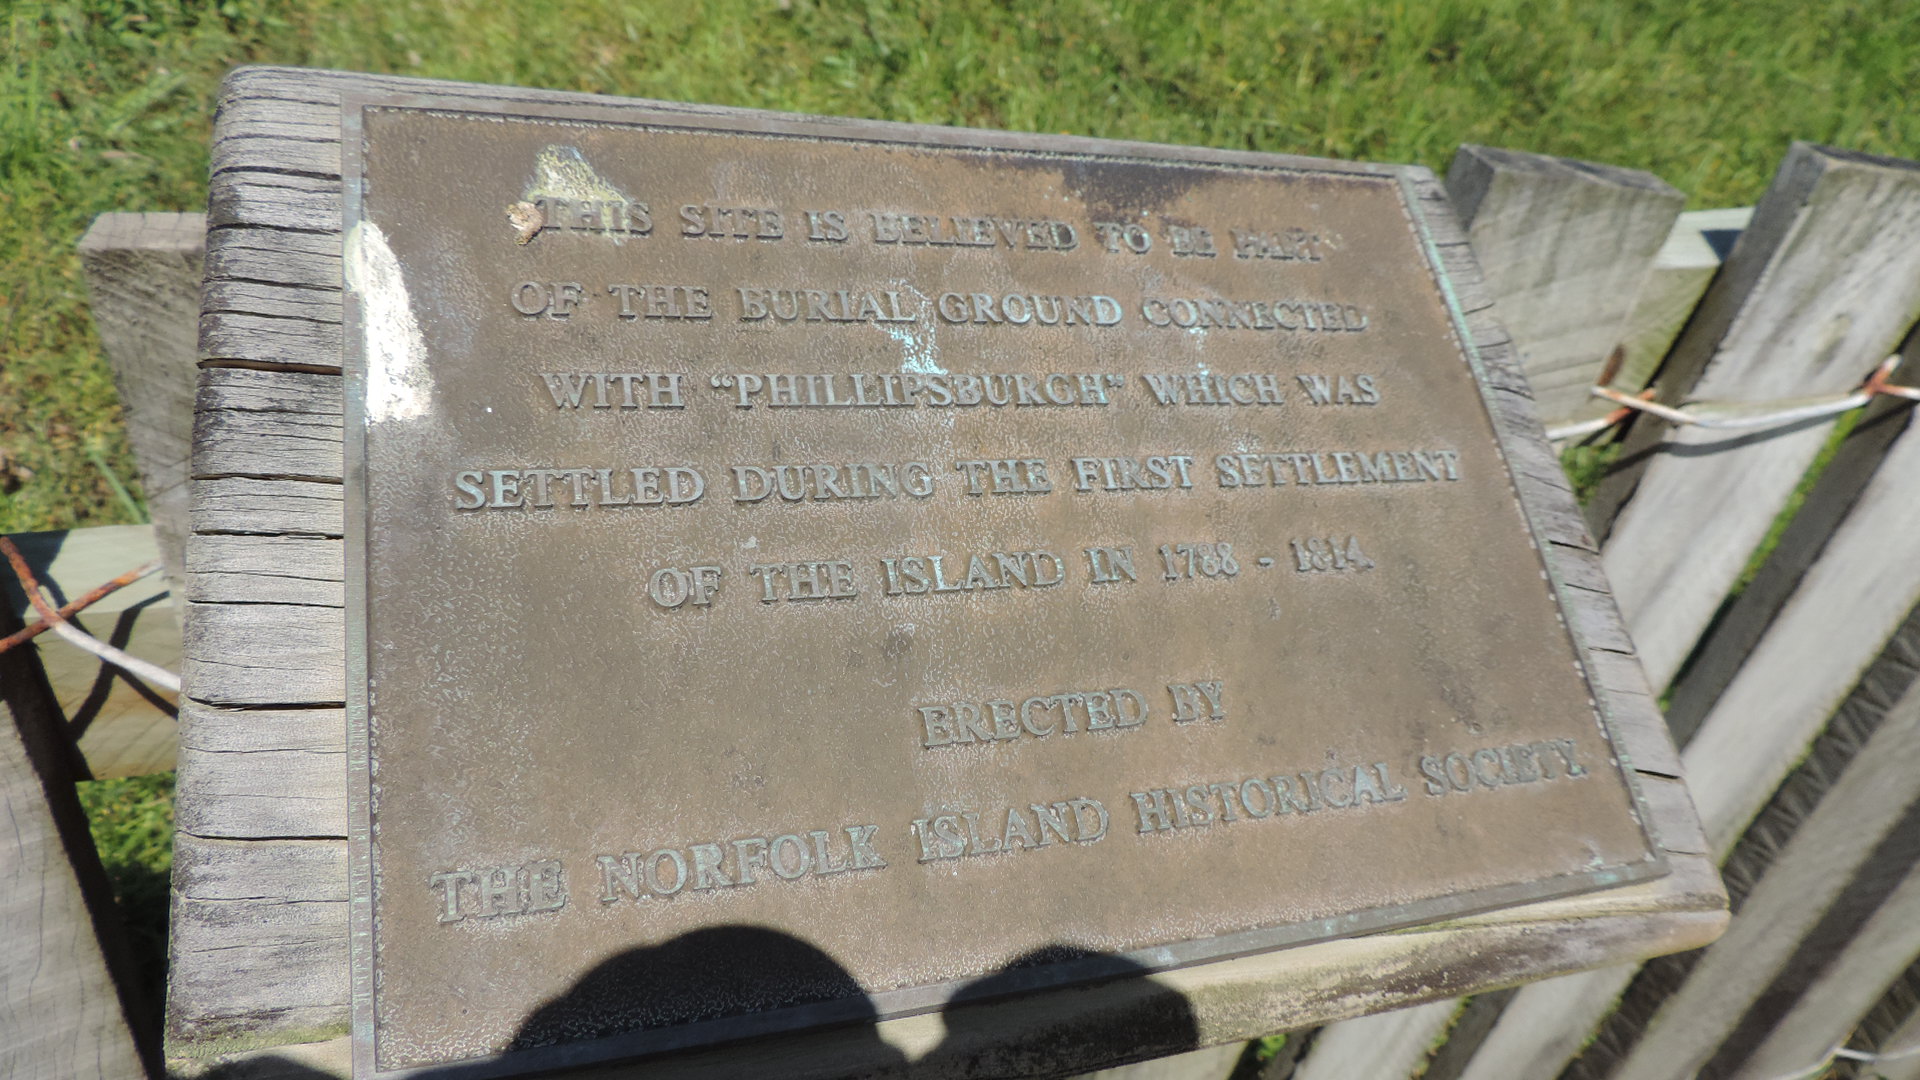 THIS SITE IS BELIEVED TO BE PART
OF THE BURIAL GROUND CONNECTED
WITH "PHILLIPSBURGH" WHICH WAS
SETTLED DURING THE FIRST SETTLEMENT
OF THE ISLAND IN 1788 - 1814.
ERECTED BY
THE NORFOLK ISLAND HISTORICAL SOCIETY.